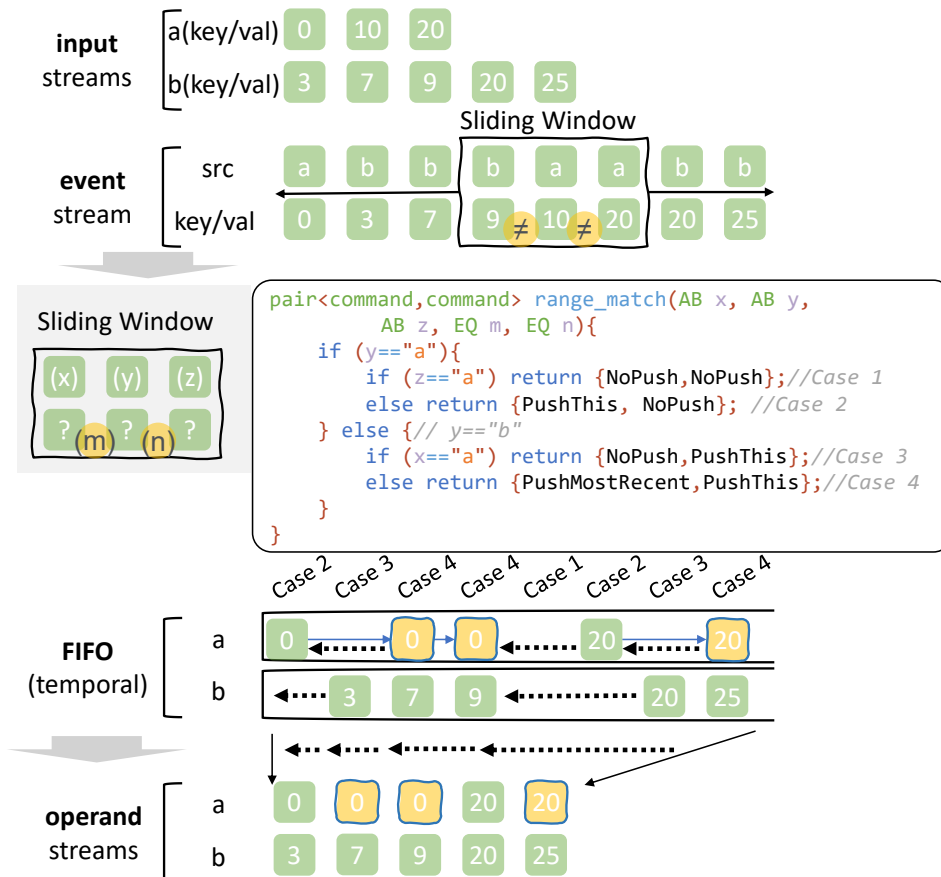 input
streams
a(key/val) 0 10 20
b(key/val) 3 7 9 20 25
Sliding Window
event
stream
src a b b b a a b b
key/val 0 3 7 9 ≠ 10 ≠ 20 20 25
Sliding Window
(x) (y) (z)
? (m) ? (n) ?
pair<command,command> range_match(AB x, AB y,
AB z, EQ m, EQ n){
if (y=="a"){
if (z=="a") return {NoPush,NoPush};//Case 1
else return {PushThis, NoPush}; //Case 2
} else {// y=="b"
if (x=="a") return {NoPush,PushThis};//Case 3
else return {PushMostRecent,PushThis};//Case 4
}
}
Case 2 Case 3 Case 4 Case 4 Case 1 Case 2 Case 3 Case 4
FIFO
(temporal)
a 0 0 0 20 20
b 3 7 9 20 25
operand
streams
a 0 0 0 20 20
b 3 7 9 20 25